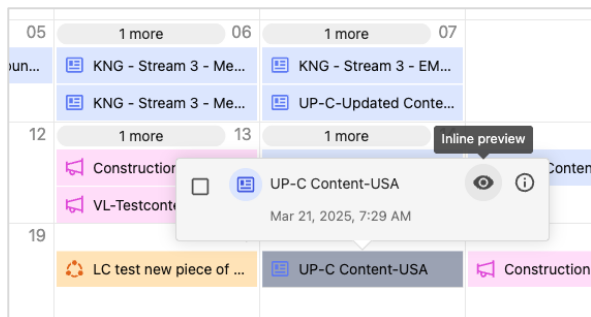 05
1 more
06
1 more
07
KNG - Stream 3 - Me...
KNG - Stream 3 - EM...
KNG - Stream 3 - Me...
UP-C-Updated Conte...
12
1 more
13
1 more
Inline preview
Construction
VL-Testconte
UP-C Content-USA
Mar 21, 2025, 7:29 AM
19
LC test new piece of ...
UP-C Content-USA
Construction